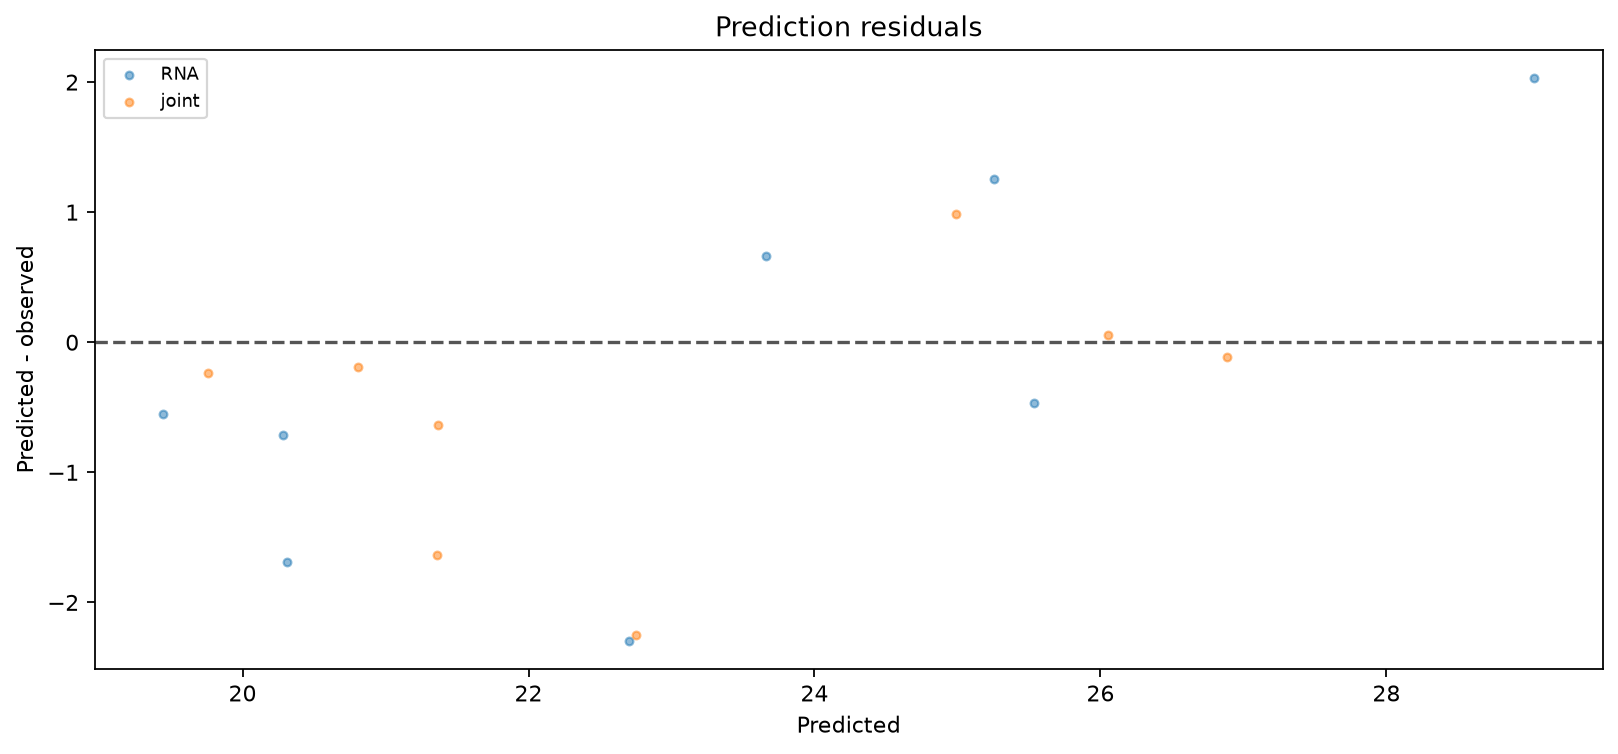 Prediction residuals
RNA
joint
Predicted - observed
2
1
0
−1
−2
20 22 24 26 28
Predicted